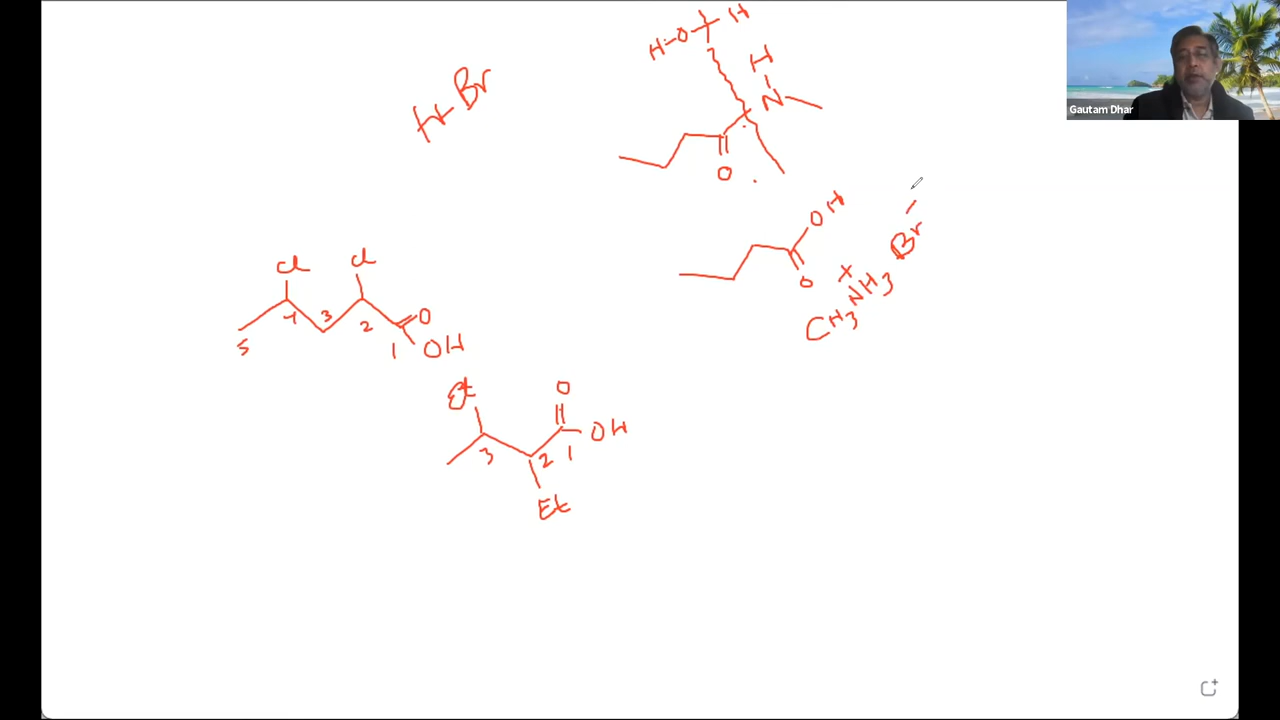 H-Br
H-O H
H
N
O
Gautam Dhar
OH
O
CH3NH3 + Br -
Cl Cl
5 4 3 2 1 O
OH
Et O
3 2 1 OH
Et